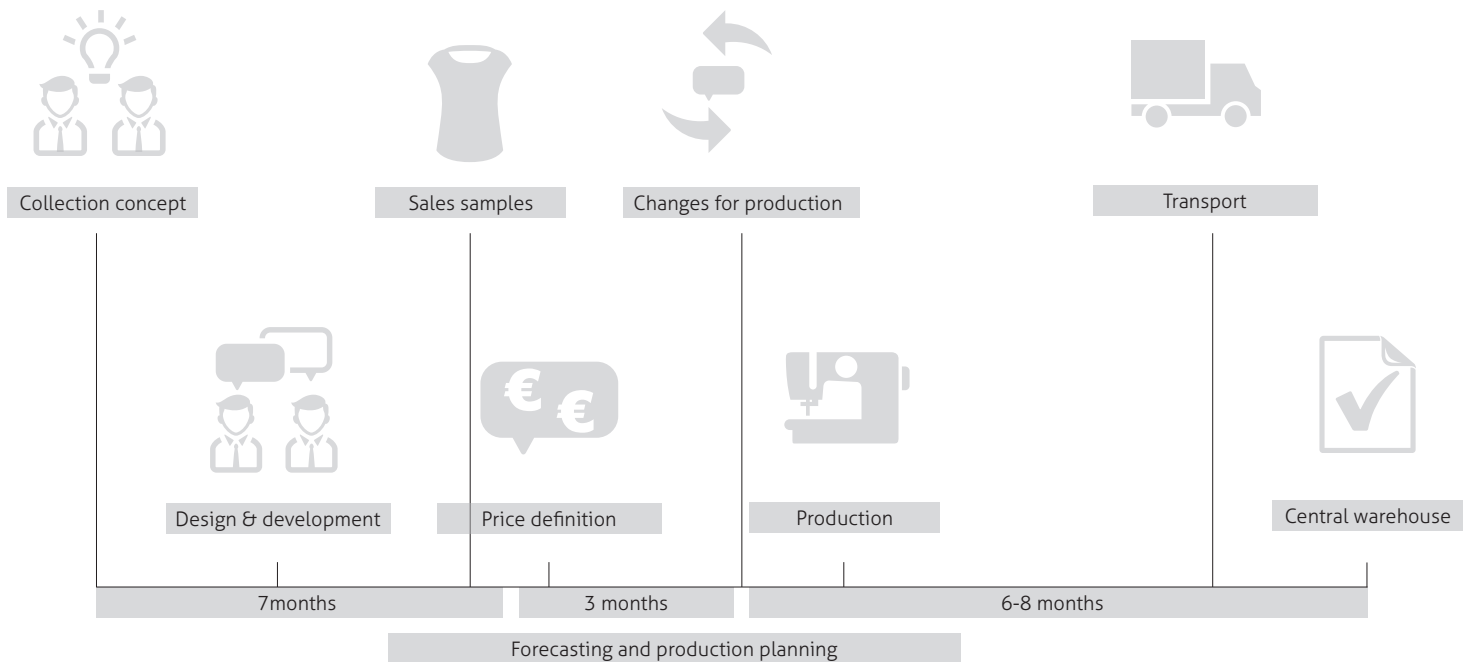 Collection concept
Sales samples
Changes for production
Transport
€ €
Design & development
Price definition
Production
Central warehouse
7months
3 months
6-8 months
Forecasting and production planning